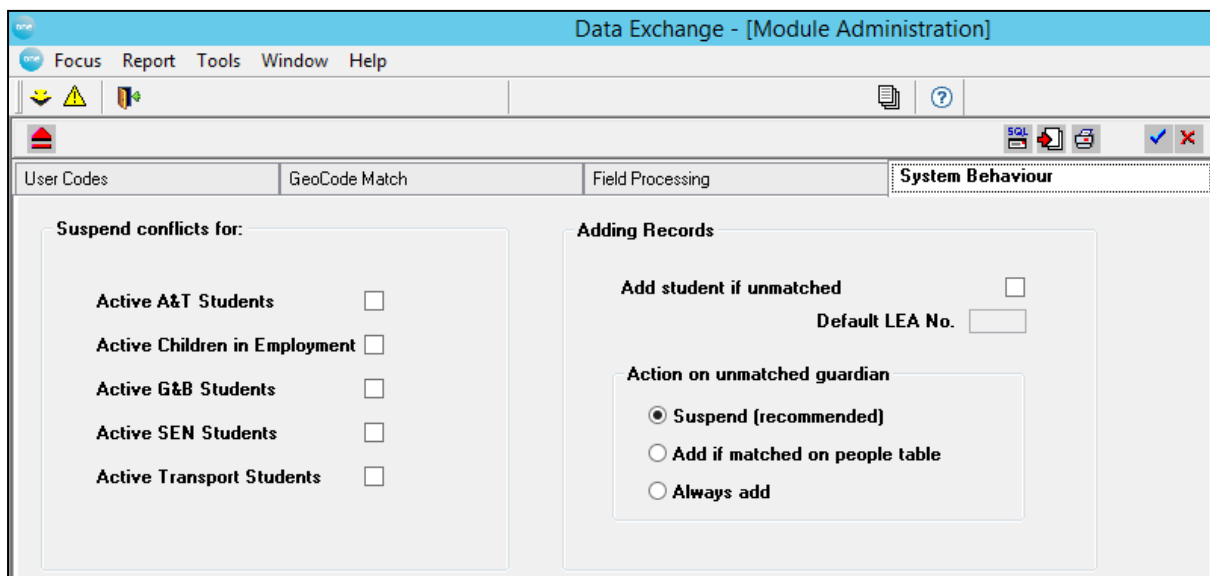 one
Data Exchange - [Module Administration]
one Focus Report Tools Window Help
?
SQL
User Codes GeoCode Match Field Processing System Behaviour
Suspend conflicts for:
Active A&T Students
Active Children in Employment
Active G&B Students
Active SEN Students
Active Transport Students
Adding Records
Add student if unmatched
Default LEA No.
Action on unmatched guardian
Suspend (recommended)
Add if matched on people table
Always add